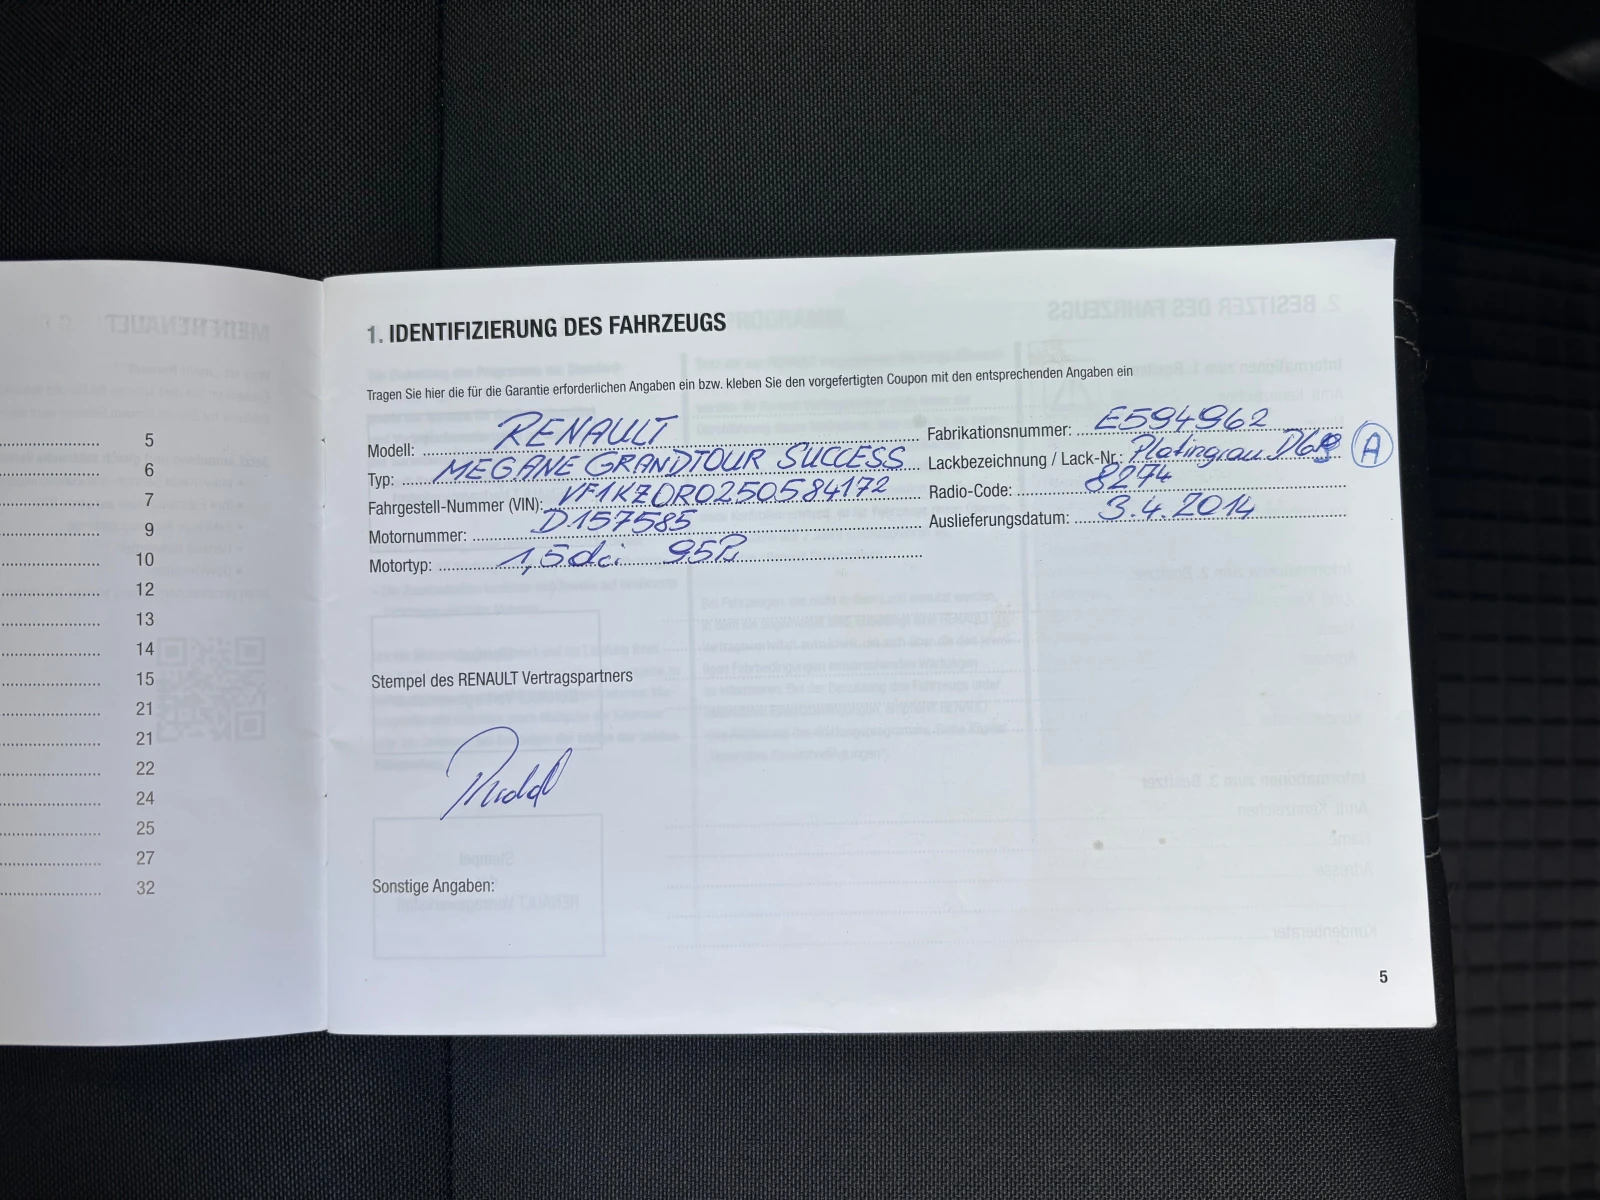 5
6
7
9
10
12
13
14
15
21
21
22
24
25
27
32
1. IDENTIFIZIERUNG DES FAHRZEUGS
Tragen Sie hier die für die Garantie erforderlichen Angaben ein bzw. kleben Sie den vorgefertigten Coupon mit den entsprechenden Angaben ein
Modell: RENAULT
Typ: MEGANE GRANDTOUR SUCCESS
Fahrgestell-Nummer (VIN): VF1KZDR0250584172
Motornummer: D157585
Motortyp: 1,5dci 95Ps
Fabrikationsnummer: E594962
Lackbezeichnung / Lack-Nr.: Platingrau A
Radio-Code: 8274
Auslieferungsdatum: 3.4.2014
Stempel des RENAULT Vertragspartners
Sonstige Angaben:
5